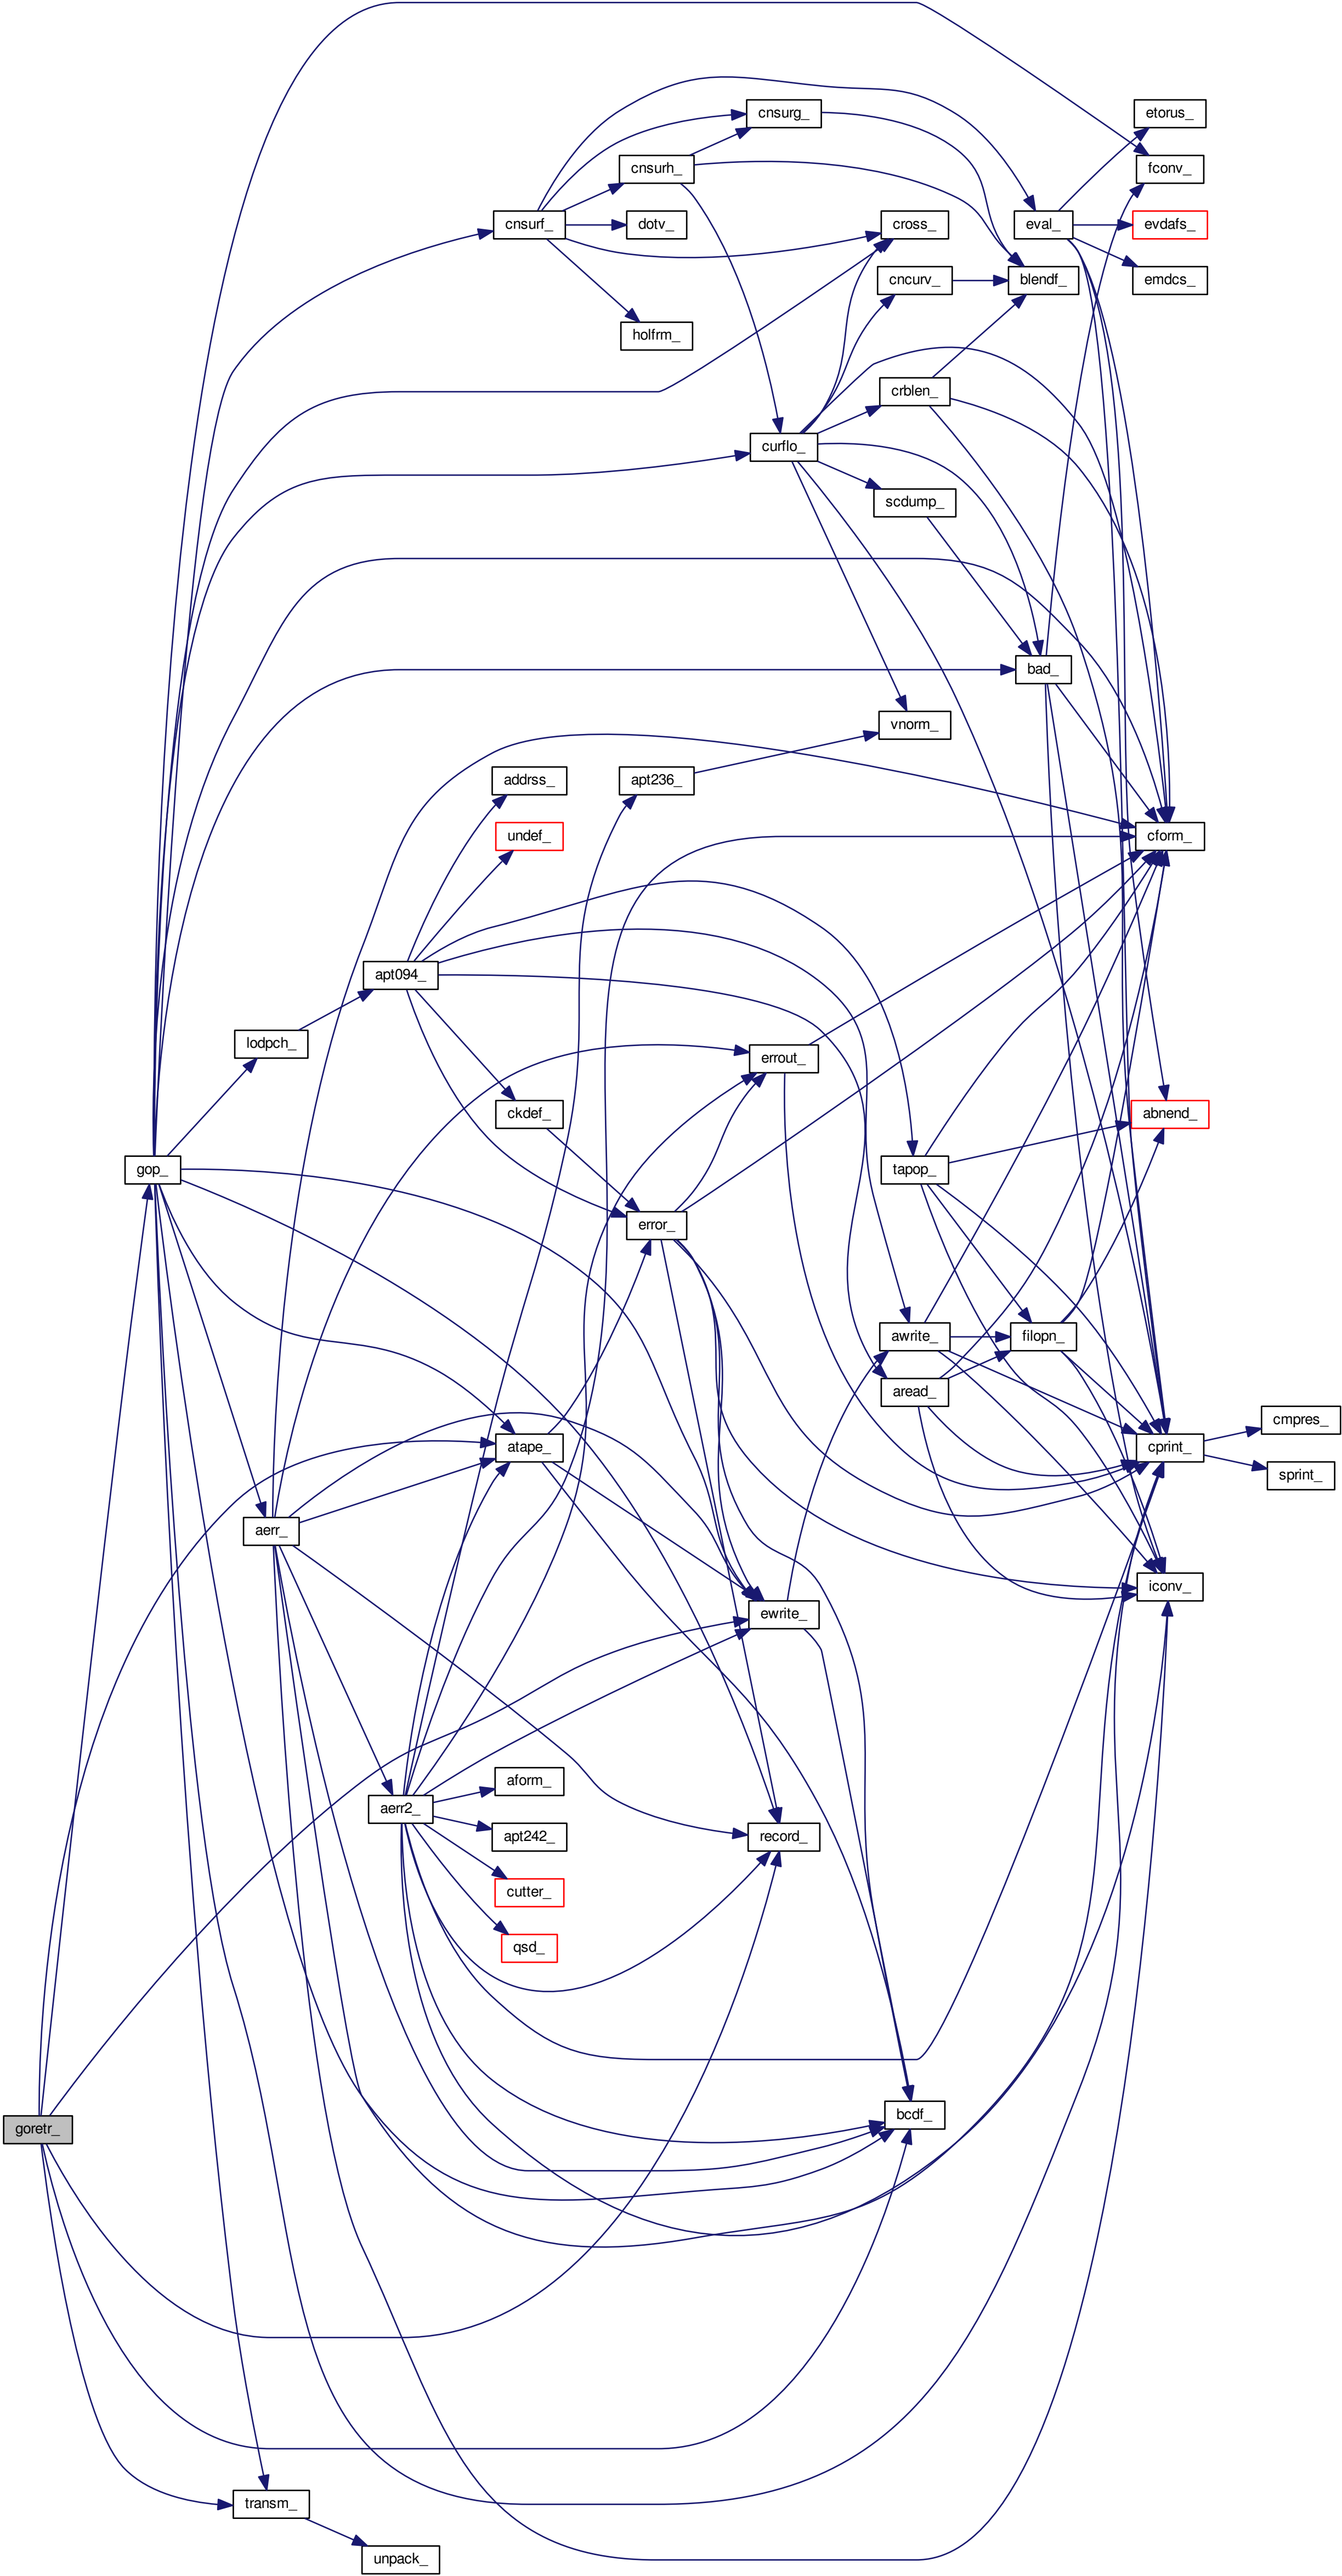 etorus_
cnsurg_
fconv_
cnsurh_
cnsurf_
dotv_
cross_
eval_
evdafs_
cncurv_
blendf_
emdcs_
holfrm_
crblen_
curflo_
scdump_
bad_
vnorm_
addrss_
apt236_
undef_
cform_
apt094_
lodpch_
errout_
ckdef_
abnend_
gop_
tapop_
error_
awrite_
filopn_
aread_
cmpres_
atape_
cprint_
sprint_
aerr_
ewrite_
iconv_
aform_
aerr2_
apt242_
record_
cutter_
qsd_
bcdf_
goretr_
transm_
unpack_